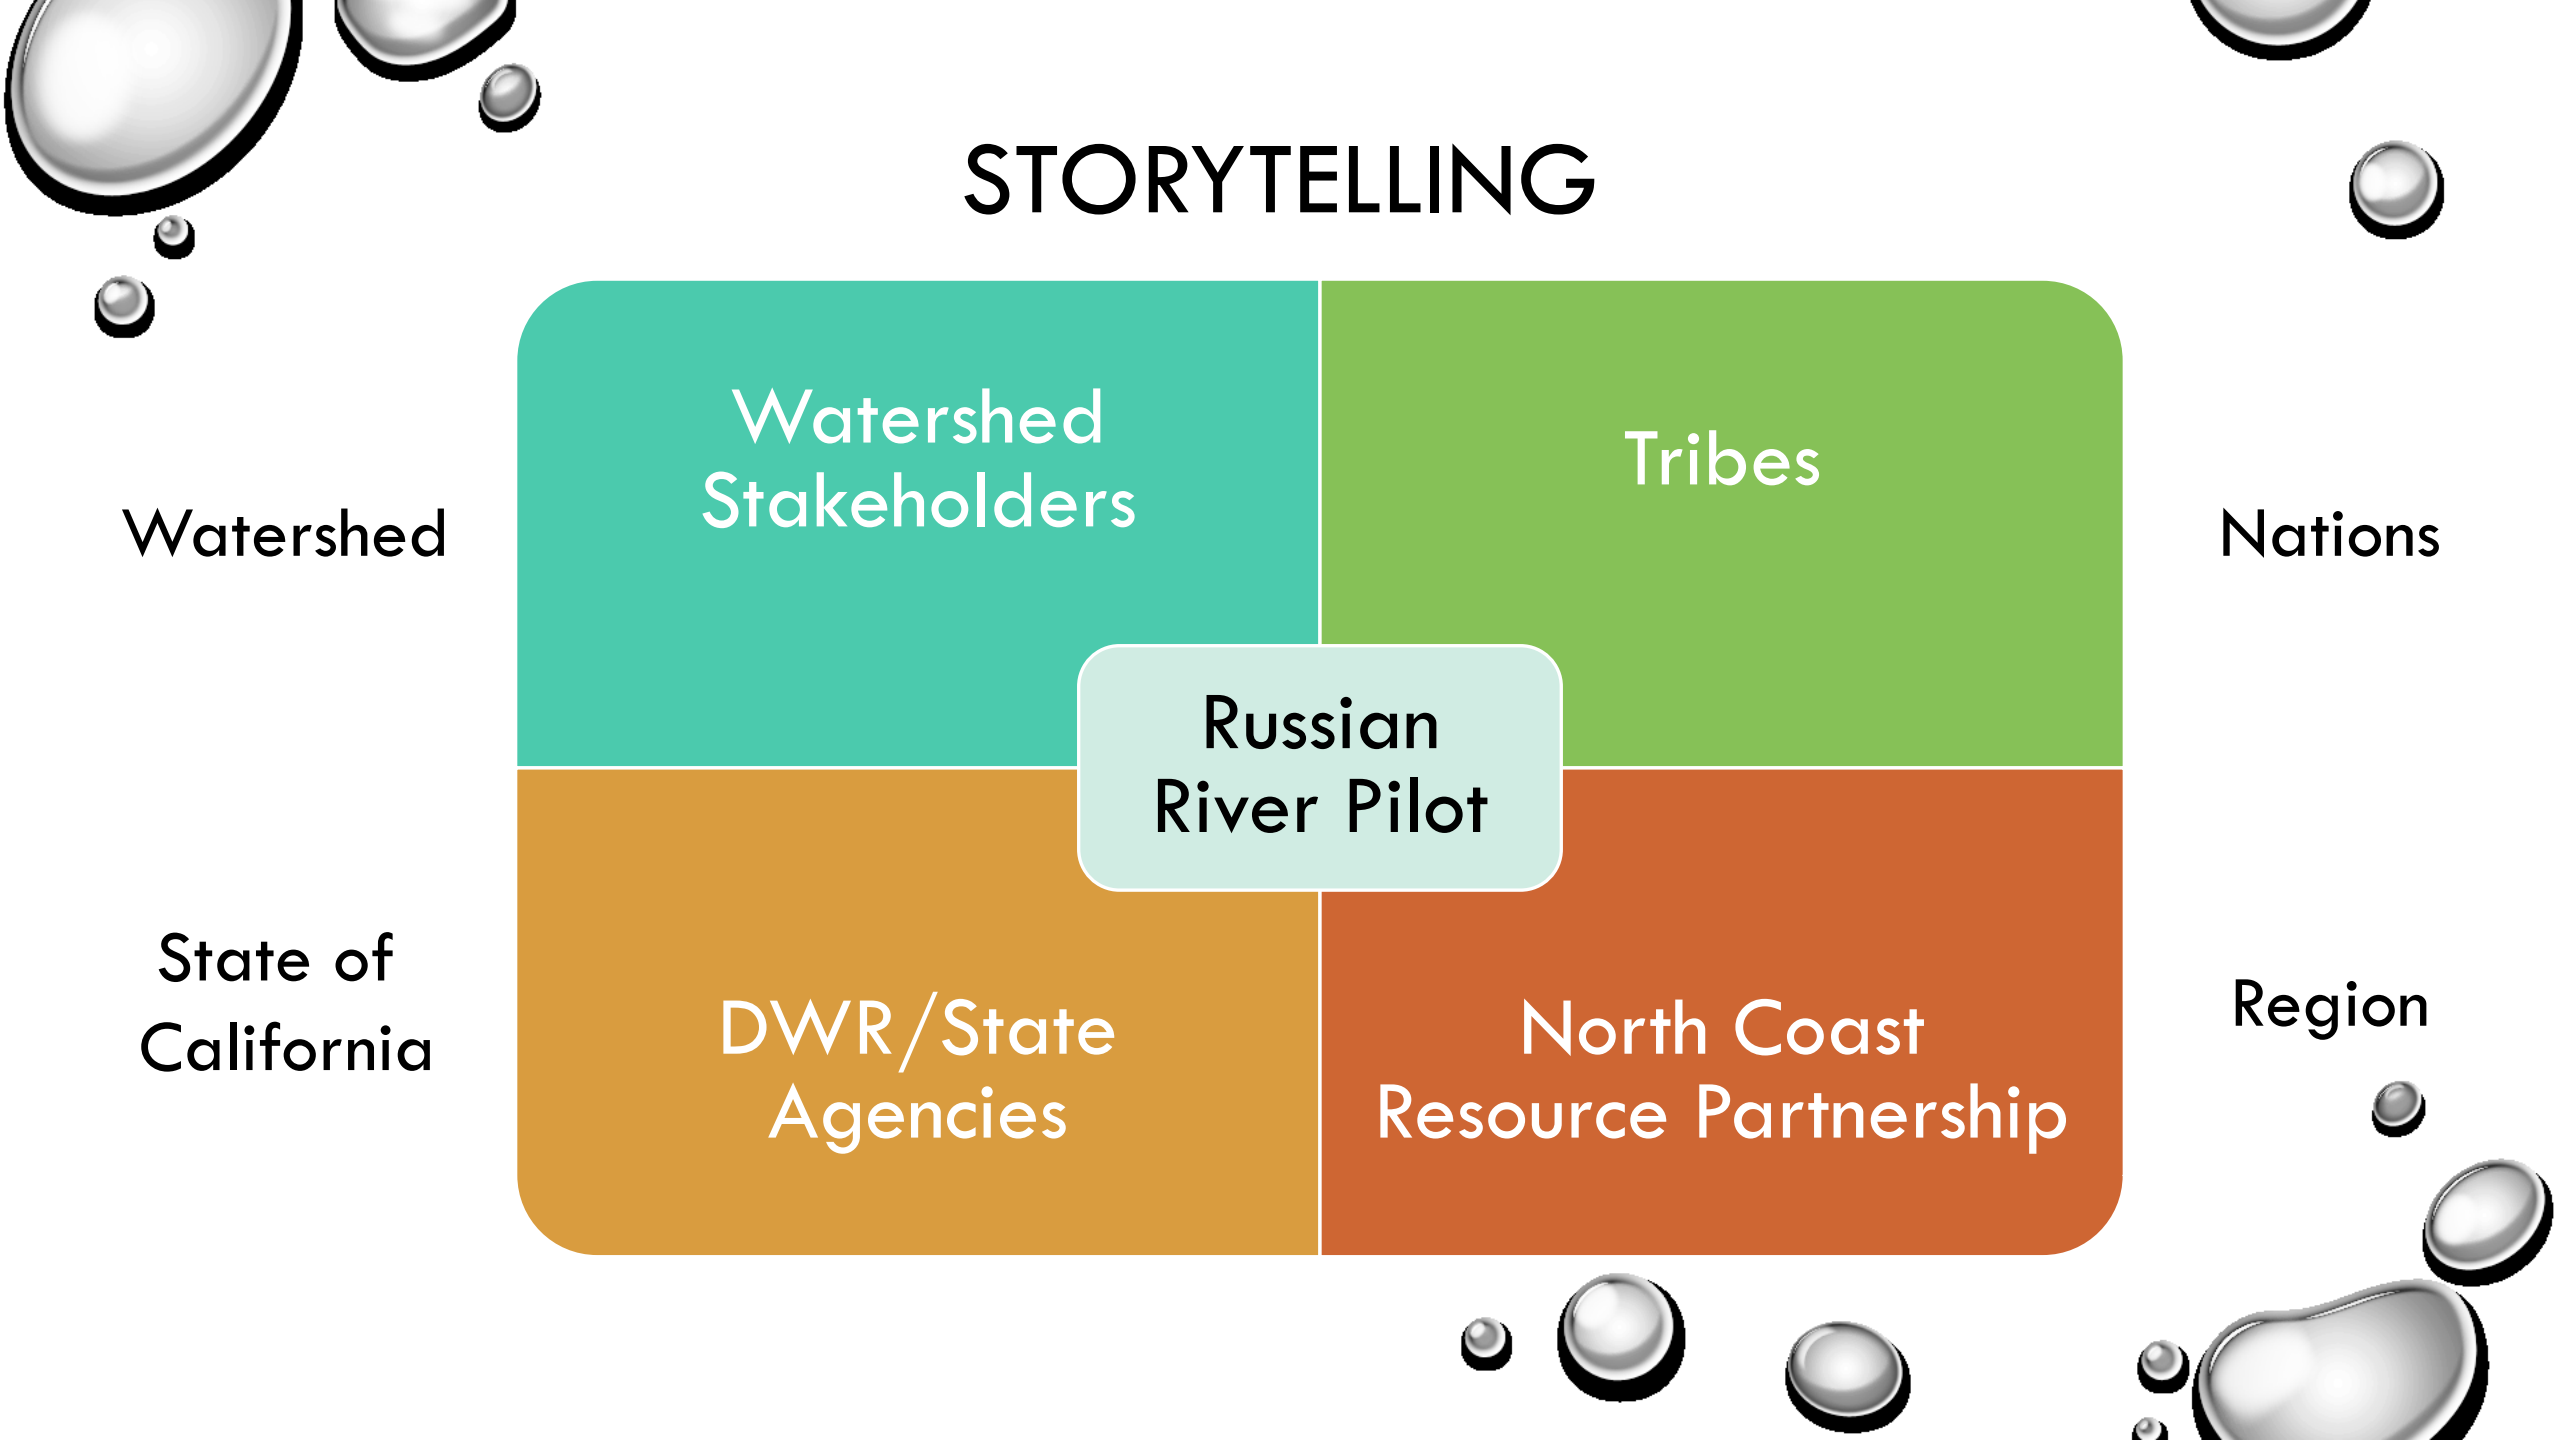 STORYTELLING
Watershed
Stakeholders
Tribes
Watershed
Nations
Russian
River Pilot
State of
California
DWR/State
Agencies
North Coast
Resource Partnership
Region